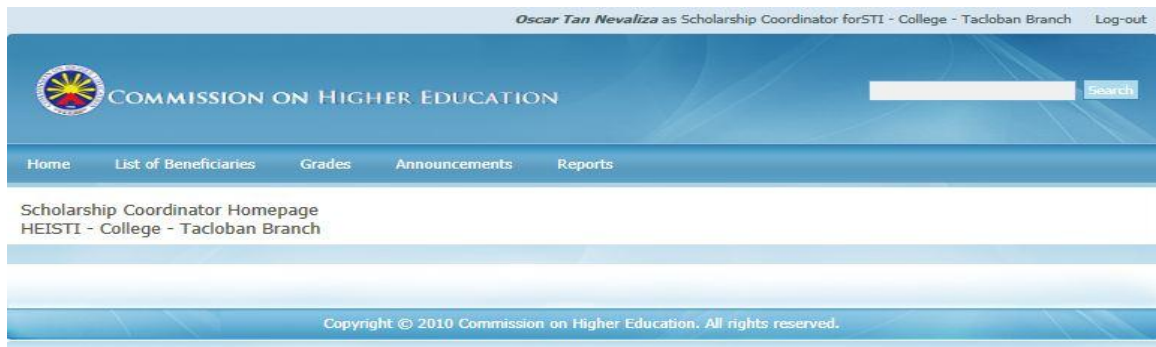 Oscar Tan Nevaliza as Scholarship Coordinator forSTI - College - Tacloban Branch Log-out
COMMISSION ON HIGHER EDUCATION
Search
Home List of Beneficiaries Grades Announcements Reports
Scholarship Coordinator Homepage
HEISTI - College - Tacloban Branch
Copyright © 2010 Commission on Higher Education. All rights reserved.